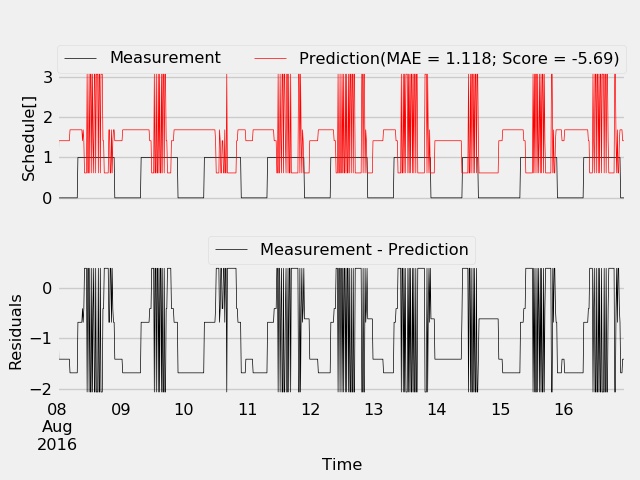 Measurement
Prediction(MAE = 1.118; Score = -5.69)
3
2
1
0
Schedule[]
Measurement - Prediction
0
−1
−2
Residuals
08 09 10 11 12 13 14 15 16
Aug
2016
Time